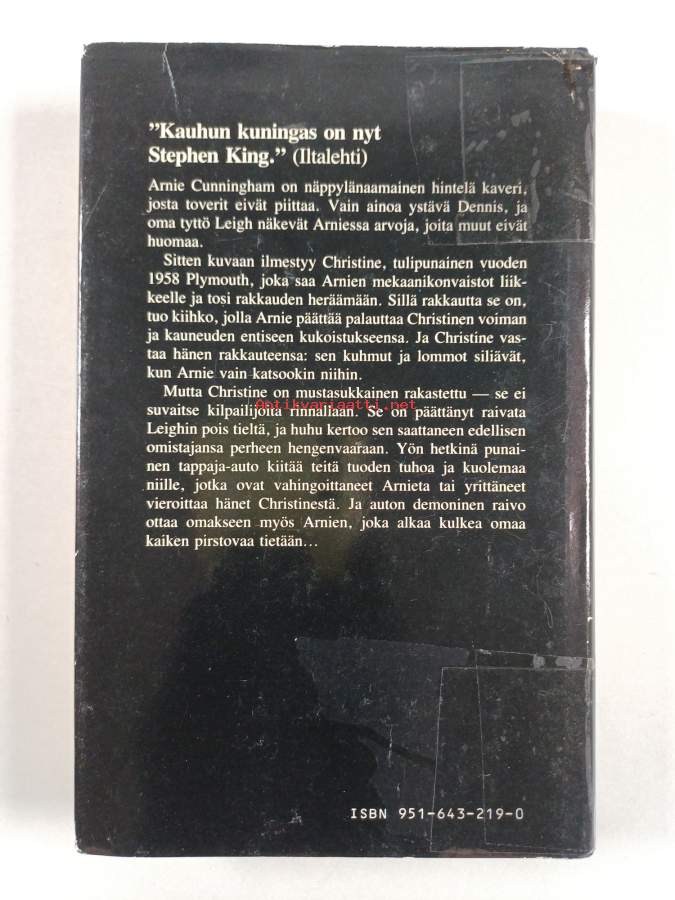 ”Kauhun kuningas on nyt
Stephen King.” (Iltalehti)
Arnie Cunningham on näppylänaamainen hintelä kaveri,
josta toverit eivät piittaa. Vain ainoa ystävä Dennis, ja
oma tyttö Leigh näkevät Arniessa arvoja, joita muut eivät
huomaa.
Sitten kuvaan ilmestyy Christine, tulipunainen vuoden
1958 Plymouth, joka saa Arnien mekaanikonvaistot liik-
keelle ja tosi rakkauden heräämään. Sillä rakkautta se on,
tuo kiihko, jolla Arnie päättää palauttaa Christinen voiman
ja kauneuden entiseen kukoistukseensa. Ja Christine vas-
taa hänen rakkauteensa: sen kuhmut ja lommot siliävät,
kun Arnie vain katsookin niihin.
Mutta Christine on mustasukkainen rakastettu — se ei
suvaitse kilpailijoita rinnallaan. Se on päättänyt raivata
Antikvariaatti.net
Leighin pois tieltä, ja huhu kertoo sen saattaneen edellisen
omistajansa perheen hengenvaaraan. Yön hetkinä punai-
nen tappaja-auto kiitää teitä tuoden tuhoa ja kuolemaa
niille, jotka ovat vahingoittaneet Arnieta tai yrittäneet
vieroittaa hänet Christinestä. Ja auton demoninen raivo
ottaa omakseen myös Arnien, joka alkaa kulkea omaa
kaiken pirstovaa tietään...
ISBN 951-643-219-0